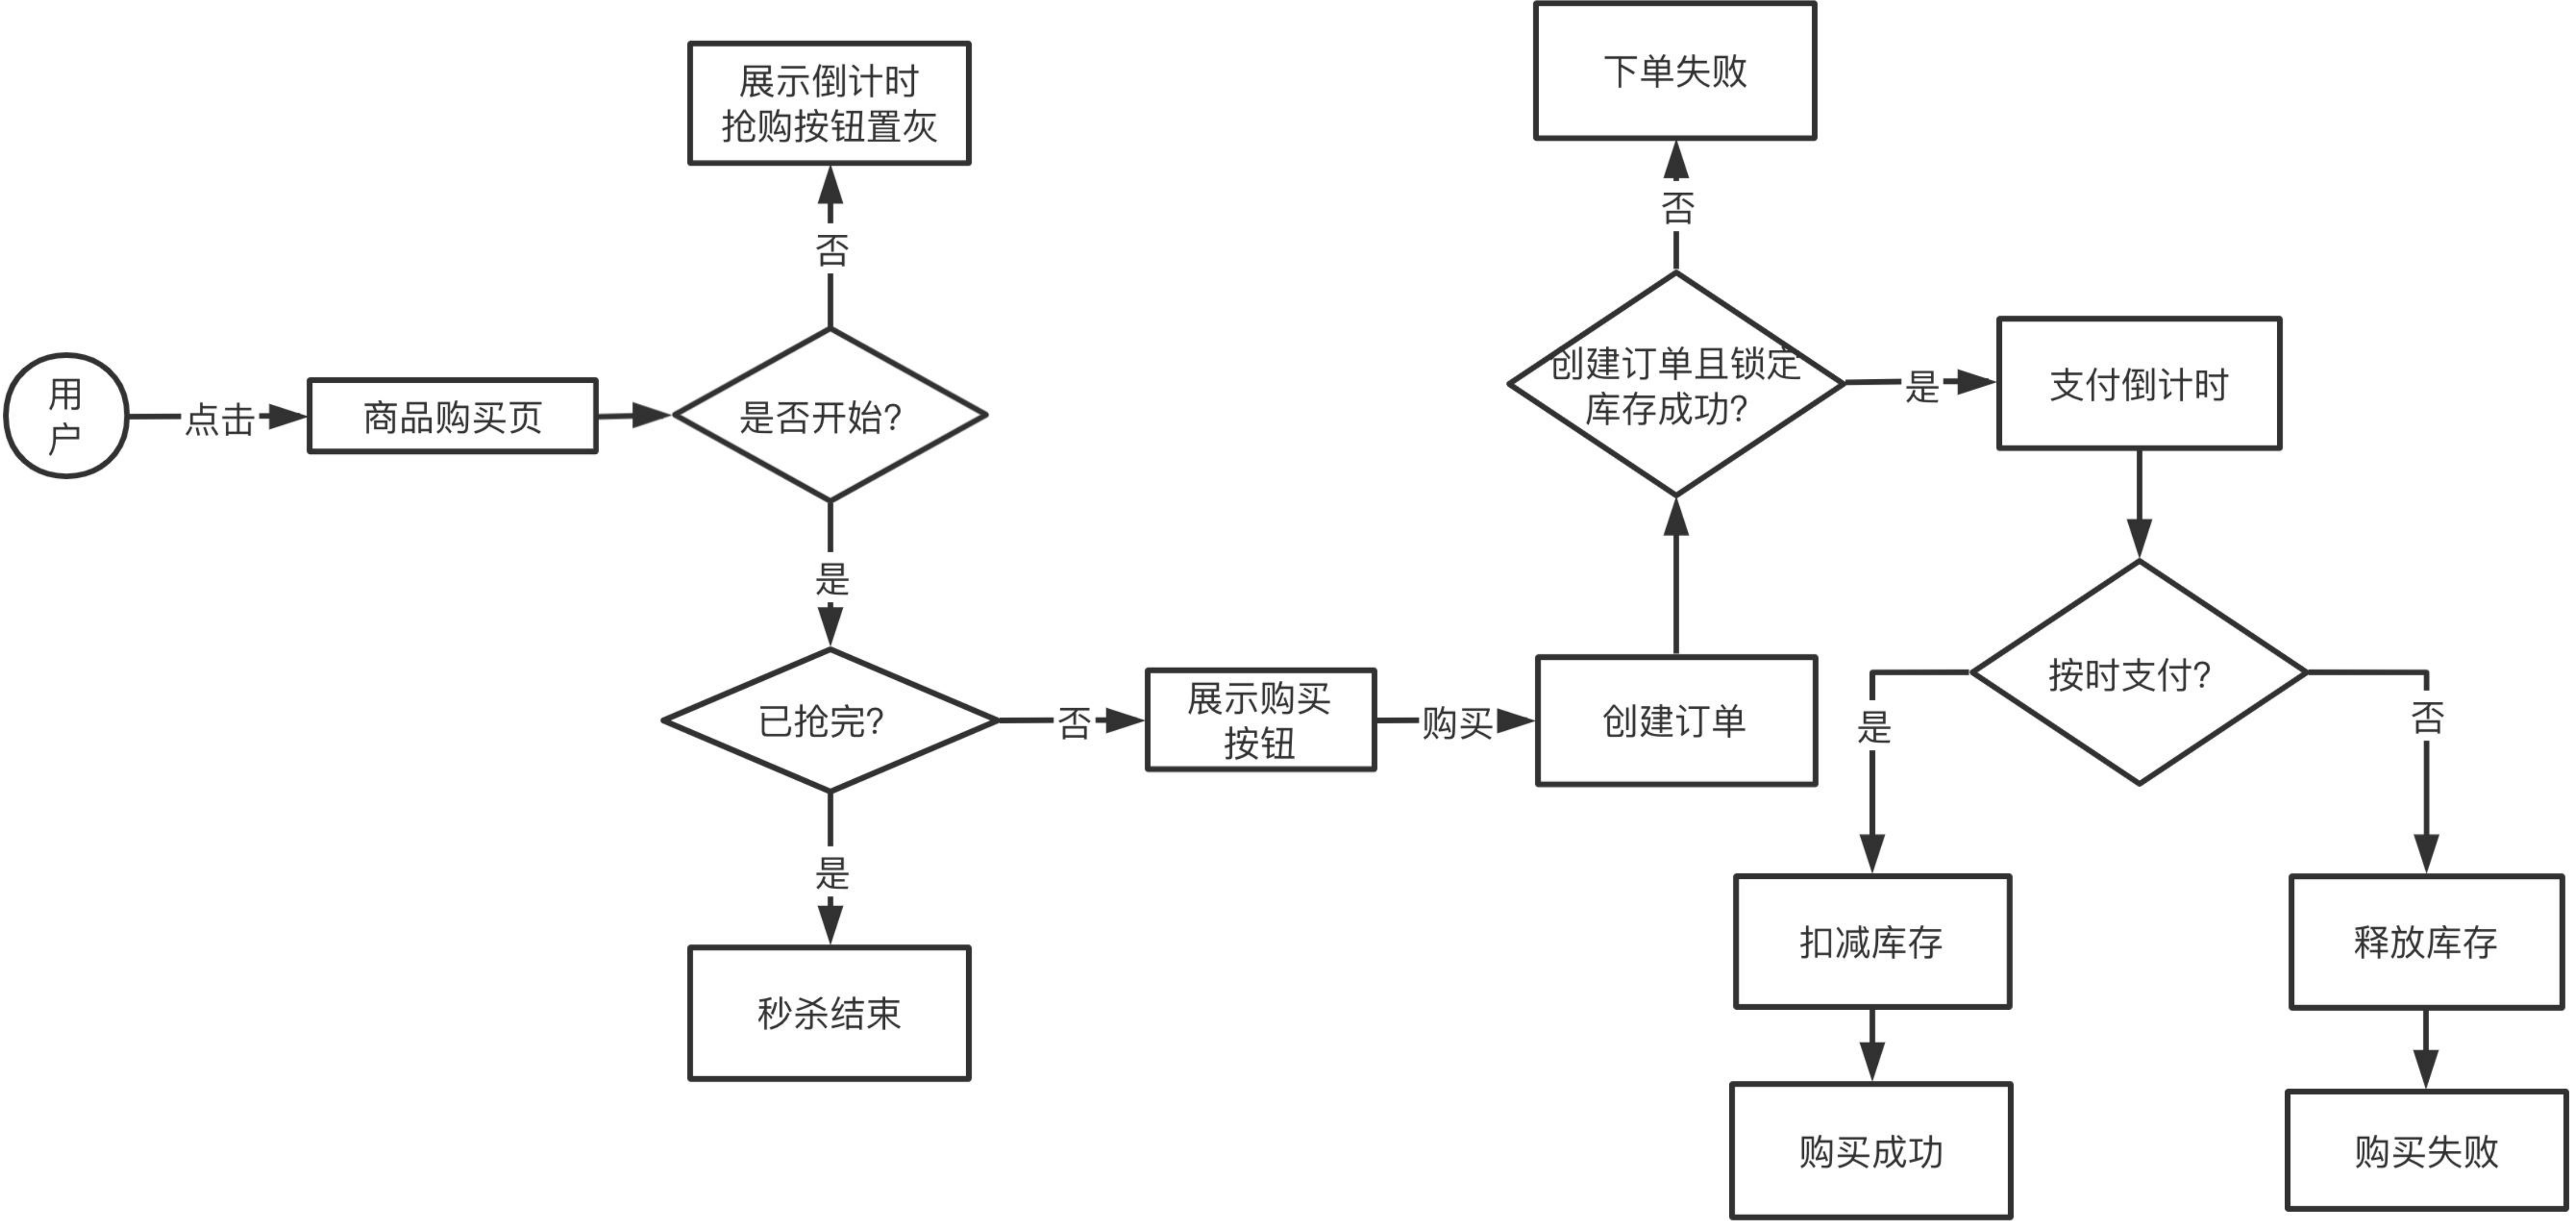 用
户
点击
商品购买页
是否开始?
否
展示倒计时
抢购按钮置灰
是
已抢完?
是
秒杀结束
否
展示购买
按钮
购买
创建订单
创建订单且锁定
库存成功?
否
下单失败
是
支付倒计时
按时支付?
是
扣减库存
购买成功
否
释放库存
购买失败